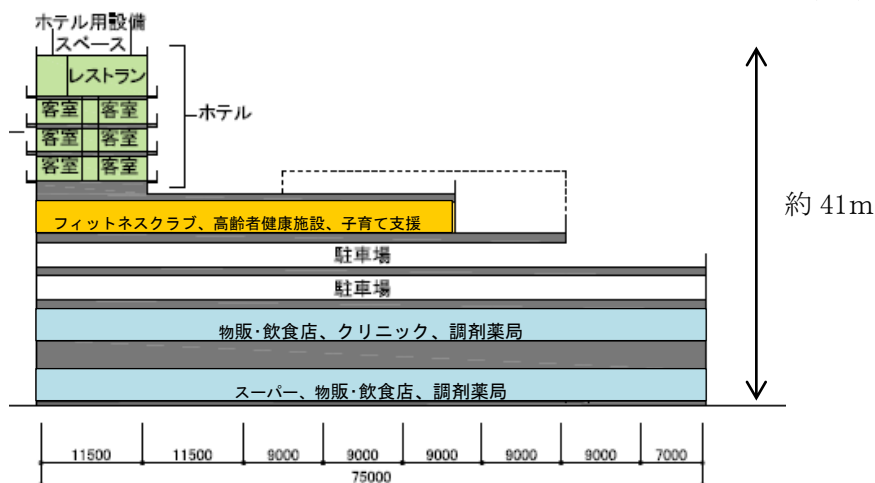 ホテル用設備
スペース
レストラン
客室 客室
客室 客室
客室 客室
ホテル
約 41m
フィットネスクラブ、高齢者健康施設、子育て支援
駐車場
駐車場
物販・飲食店、クリニック、調剤薬局
スーパー、物販・飲食店、調剤薬局
11500 11500 9000 9000 9000 9000 9000 7000
75000